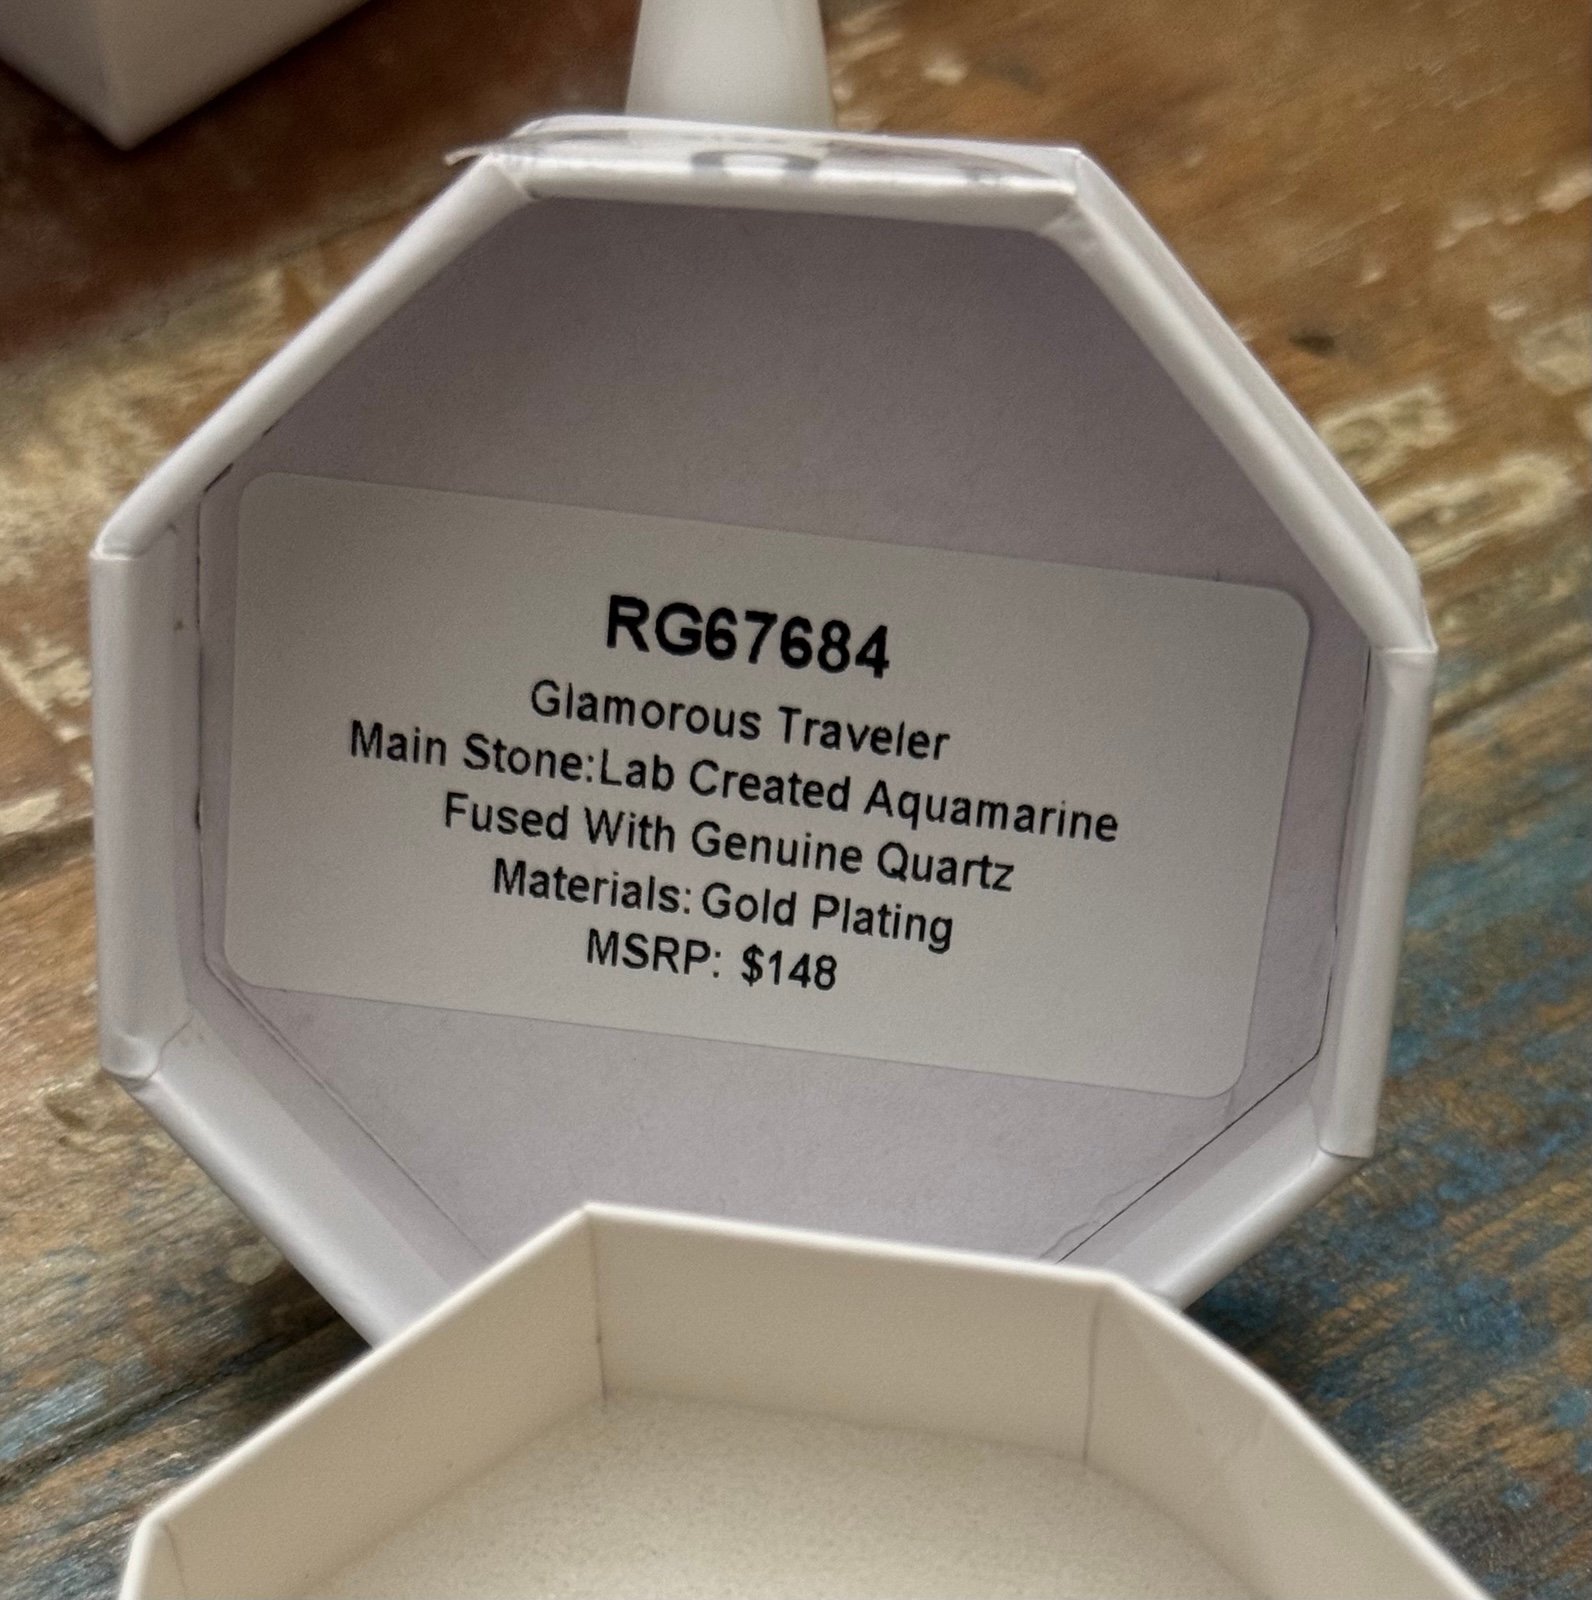 RG67684
Glamorous Traveler
Main Stone:Lab Created Aquamarine
Fused With Genuine Quartz
Materials: Gold Plating
MSRP: $148